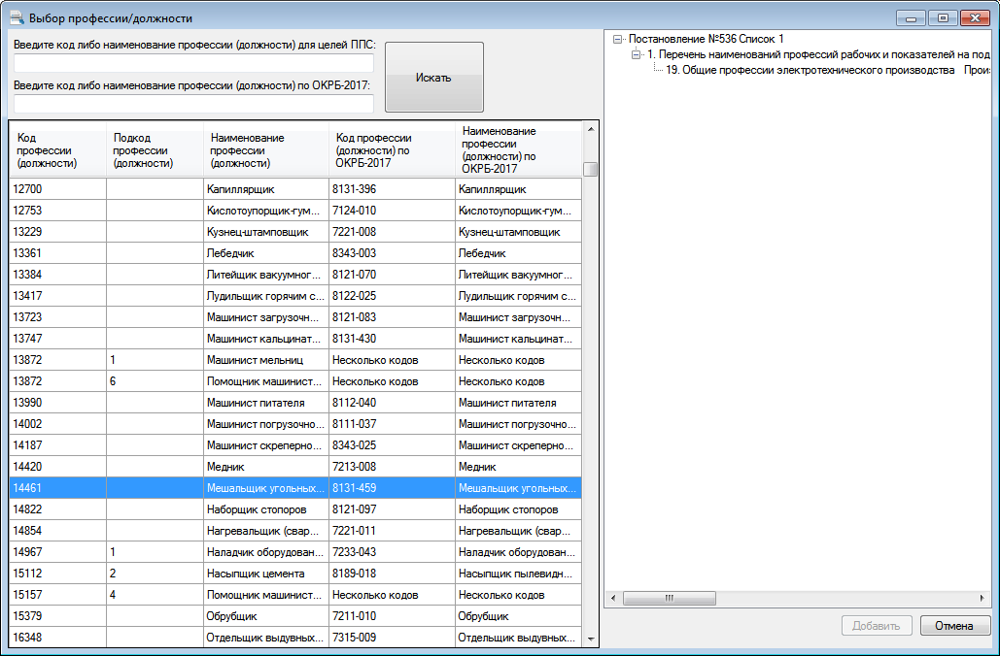 Выбор профессии/должности
Введите код либо наименование профессии (должности) для целей ППС:
Искать
Введите код либо наименование профессии (должности) по ОКРБ-2017:
Код профессии (должности) Подкод профессии (должности) Наименование профессии (должности) Код профессии (должности) по ОКРБ-2017 Наименование профессии (должности) по ОКРБ-2017
12700 Капиллярщик 8131-396 Капиллярщик
12753 Кислотоупорщик-гум... 7124-010 Кислотоупорщик-гум...
13229 Кузнец-штамповщик 7221-008 Кузнец-штамповщик
13361 Лебедчик 8343-003 Лебедчик
13384 Литейщик вакуумног... 8121-070 Литейщик вакуумног...
13417 Лудильщик горячим с... 8122-025 Лудильщик горячим с...
13723 Машинист загрузочн... 8121-083 Машинист загрузочн...
13747 Машинист кальцинат... 8131-430 Машинист кальцинат...
13872 1 Машинист мельниц Несколько кодов Несколько кодов
13872 6 Помощник машинист... Несколько кодов Несколько кодов
13990 Машинист питателя 8112-040 Машинист питателя
14002 Машинист погрузочно... 8111-037 Машинист погрузочно...
14187 Машинист скреперно... 8343-025 Машинист скреперно...
14420 Медник 7213-008 Медник
14461 Мешальщик угольных... 8131-459 Мешальщик угольных...
14822 Наборщик стопоров 8121-097 Наборщик стопоров
14854 Нагревальщик (свар... 7221-011 Нагревальщик (свар...
14967 1 Наладчик оборудован... 7233-043 Наладчик оборудован...
15112 2 Насыпщик цемента 8189-018 Насыпщик пылевидн...
15157 4 Помощник машинист... Несколько кодов Несколько кодов
15379 Обрубщик 7211-010 Обрубщик
16348 Отдельщик выдувных... 7315-009 Отдельщик выдувных...
Постановление №536 Список 1
1. Перечень наименований профессий рабочих и показателей на под
19. Общие профессии электротехнического производства Прои
Добавить
Отмена